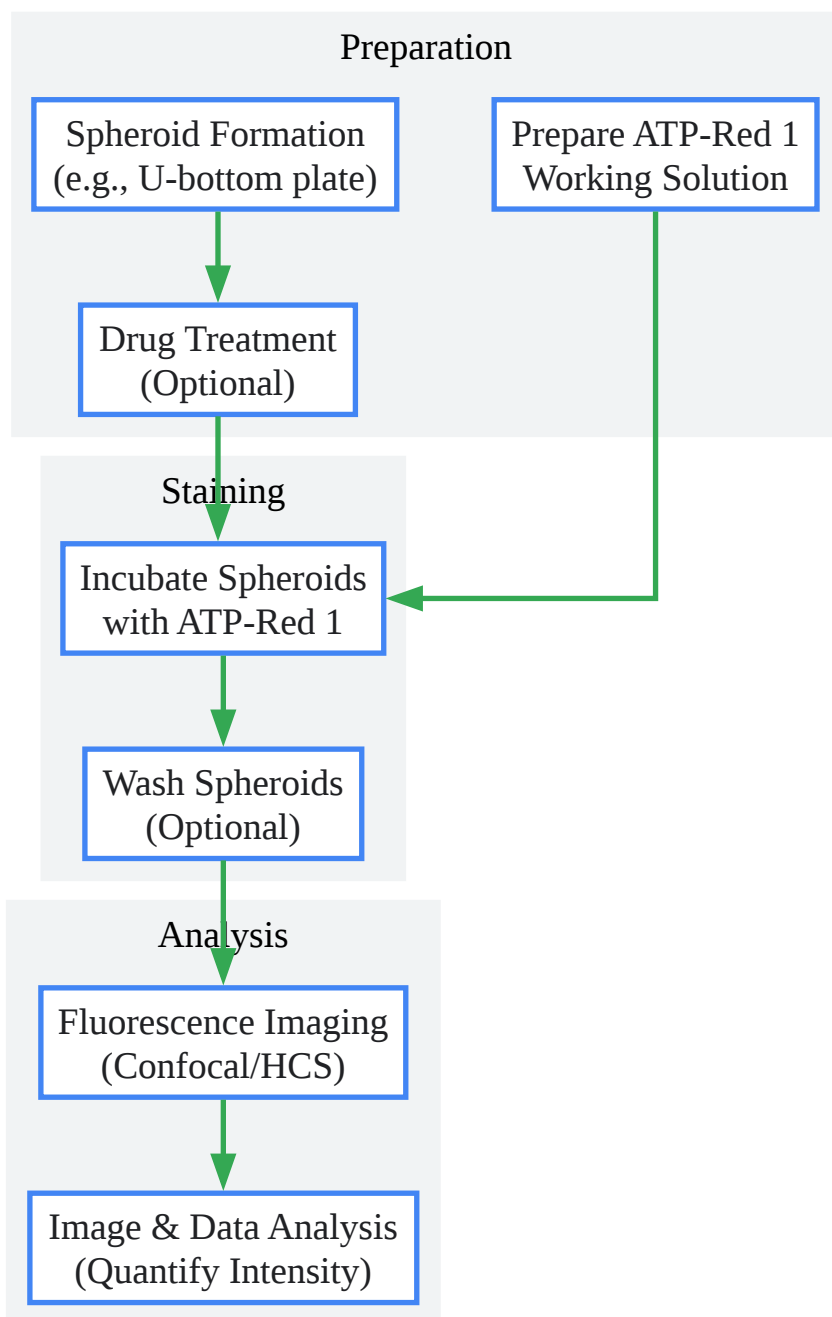 Preparation
Spheroid Formation
(e.g., U-bottom plate)
Prepare ATP-Red 1
Working Solution
Drug Treatment
(Optional)
Staining
Incubate Spheroids
with ATP-Red 1
Wash Spheroids
(Optional)
Analysis
Fluorescence Imaging
(Confocal/HCS)
Image & Data Analysis
(Quantify Intensity)